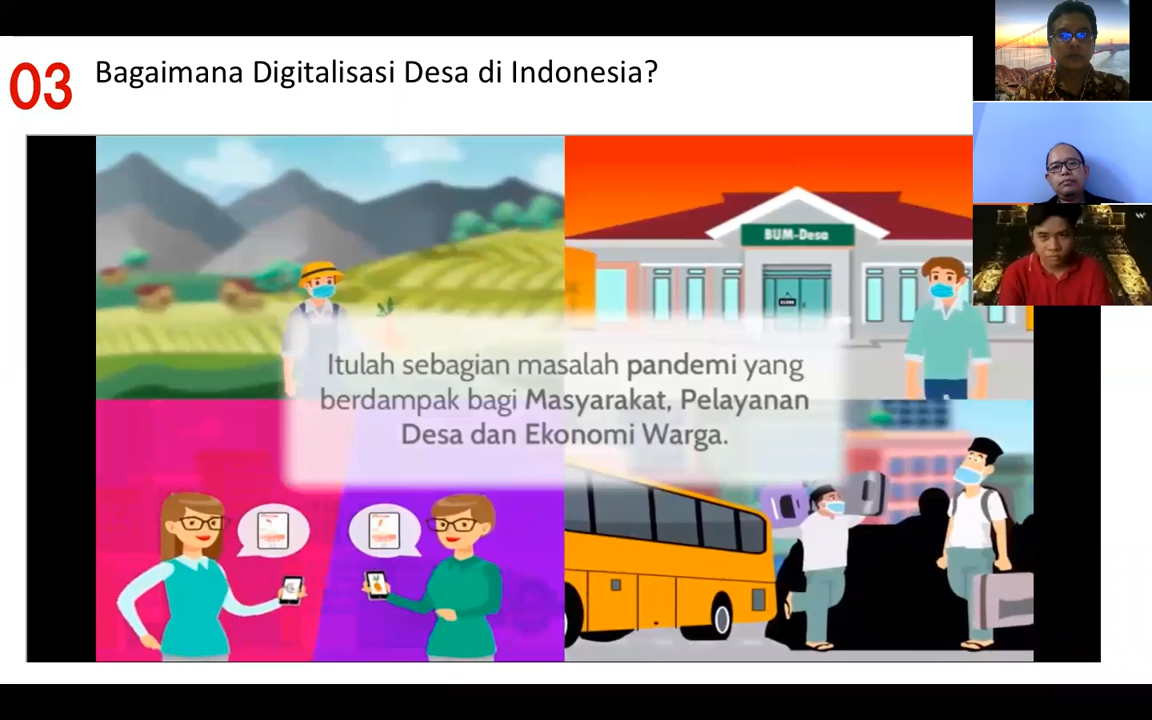 03
Bagaimana Digitalisasi Desa di Indonesia?
BUM-Desa
Itulah sebagian masalah pandemi yang
berdampak bagi Masyarakat, Pelayanan
Desa dan Ekonomi Warga.